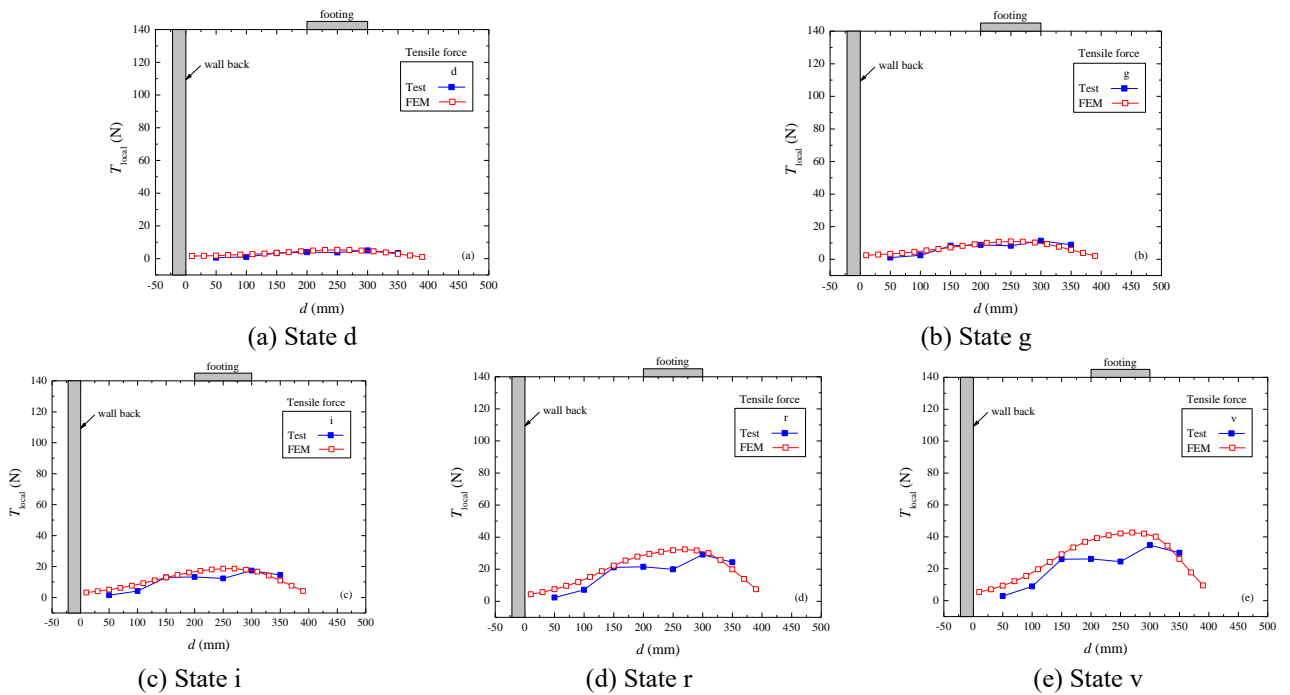 footing
140
120
100
80
60
40
20
0
T_local (N)
wall back
Tensile force
d
Test
FEM
(a)
-50 0 50 100 150 200 250 300 350 400 450 500
d (mm)
(a) State d
footing
140
120
100
80
60
40
20
0
T_local (N)
wall back
Tensile force
g
Test
FEM
(b)
-50 0 50 100 150 200 250 300 350 400 450 500
d (mm)
(b) State g
footing
140
120
100
80
60
40
20
0
T_local (N)
wall back
Tensile force
i
Test
FEM
(c)
-50 0 50 100 150 200 250 300 350 400 450 500
d (mm)
(c) State i
footing
140
120
100
80
60
40
20
0
T_local (N)
wall back
Tensile force
r
Test
FEM
(d)
-50 0 50 100 150 200 250 300 350 400 450 500
d (mm)
(d) State r
footing
140
120
100
80
60
40
20
0
T_local (N)
wall back
Tensile force
v
Test
FEM
(e)
-50 0 50 100 150 200 250 300 350 400 450 500
d (mm)
(e) State v